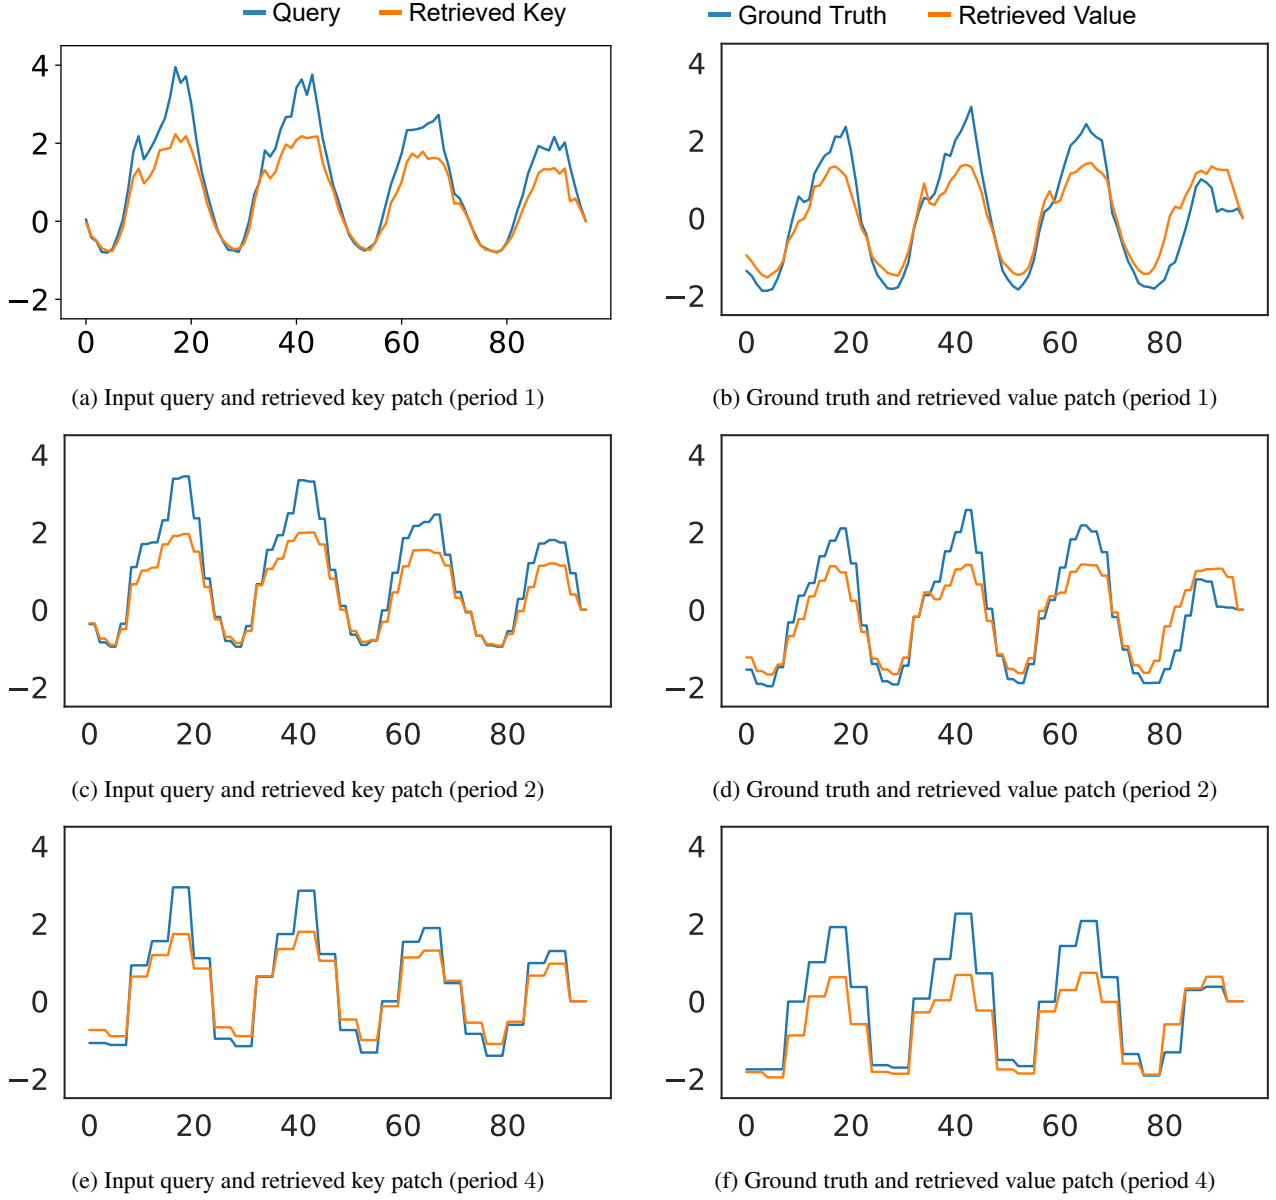 Query Retrieved Key
Ground Truth Retrieved Value
4
2
0
−2
0 20 40 60 80
4
2
0
−2
0 20 40 60 80
(a) Input query and retrieved key patch (period 1)
(b) Ground truth and retrieved value patch (period 1)
4
2
0
−2
0 20 40 60 80
4
2
0
−2
0 20 40 60 80
(c) Input query and retrieved key patch (period 2)
(d) Ground truth and retrieved value patch (period 2)
4
2
0
−2
0 20 40 60 80
4
2
0
−2
0 20 40 60 80
(e) Input query and retrieved key patch (period 4)
(f) Ground truth and retrieved value patch (period 4)